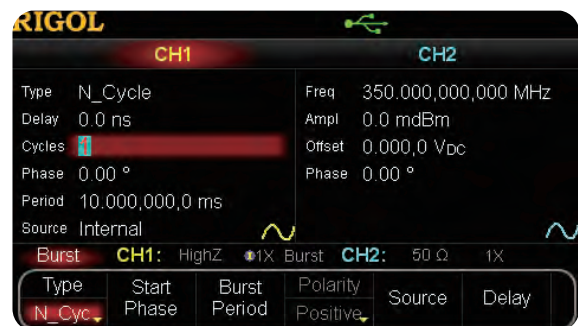 RIGOL
CH1 CH2
Type N_Cycle
Delay 0.0 ns
Cycles 1
Phase 0.00 °
Period 10.000,000,0 ms
Source Internal
Freq 350.000,000,000 MHz
Ampl 0.0 mdBm
Offset 0.000,0 VDC
Phase 0.00 °
Burst CH1: HighZ 1X Burst CH2: 50 Ω 1X
Type N_Cyc
Start Phase
Burst Period
Polarity Positive
Source
Delay